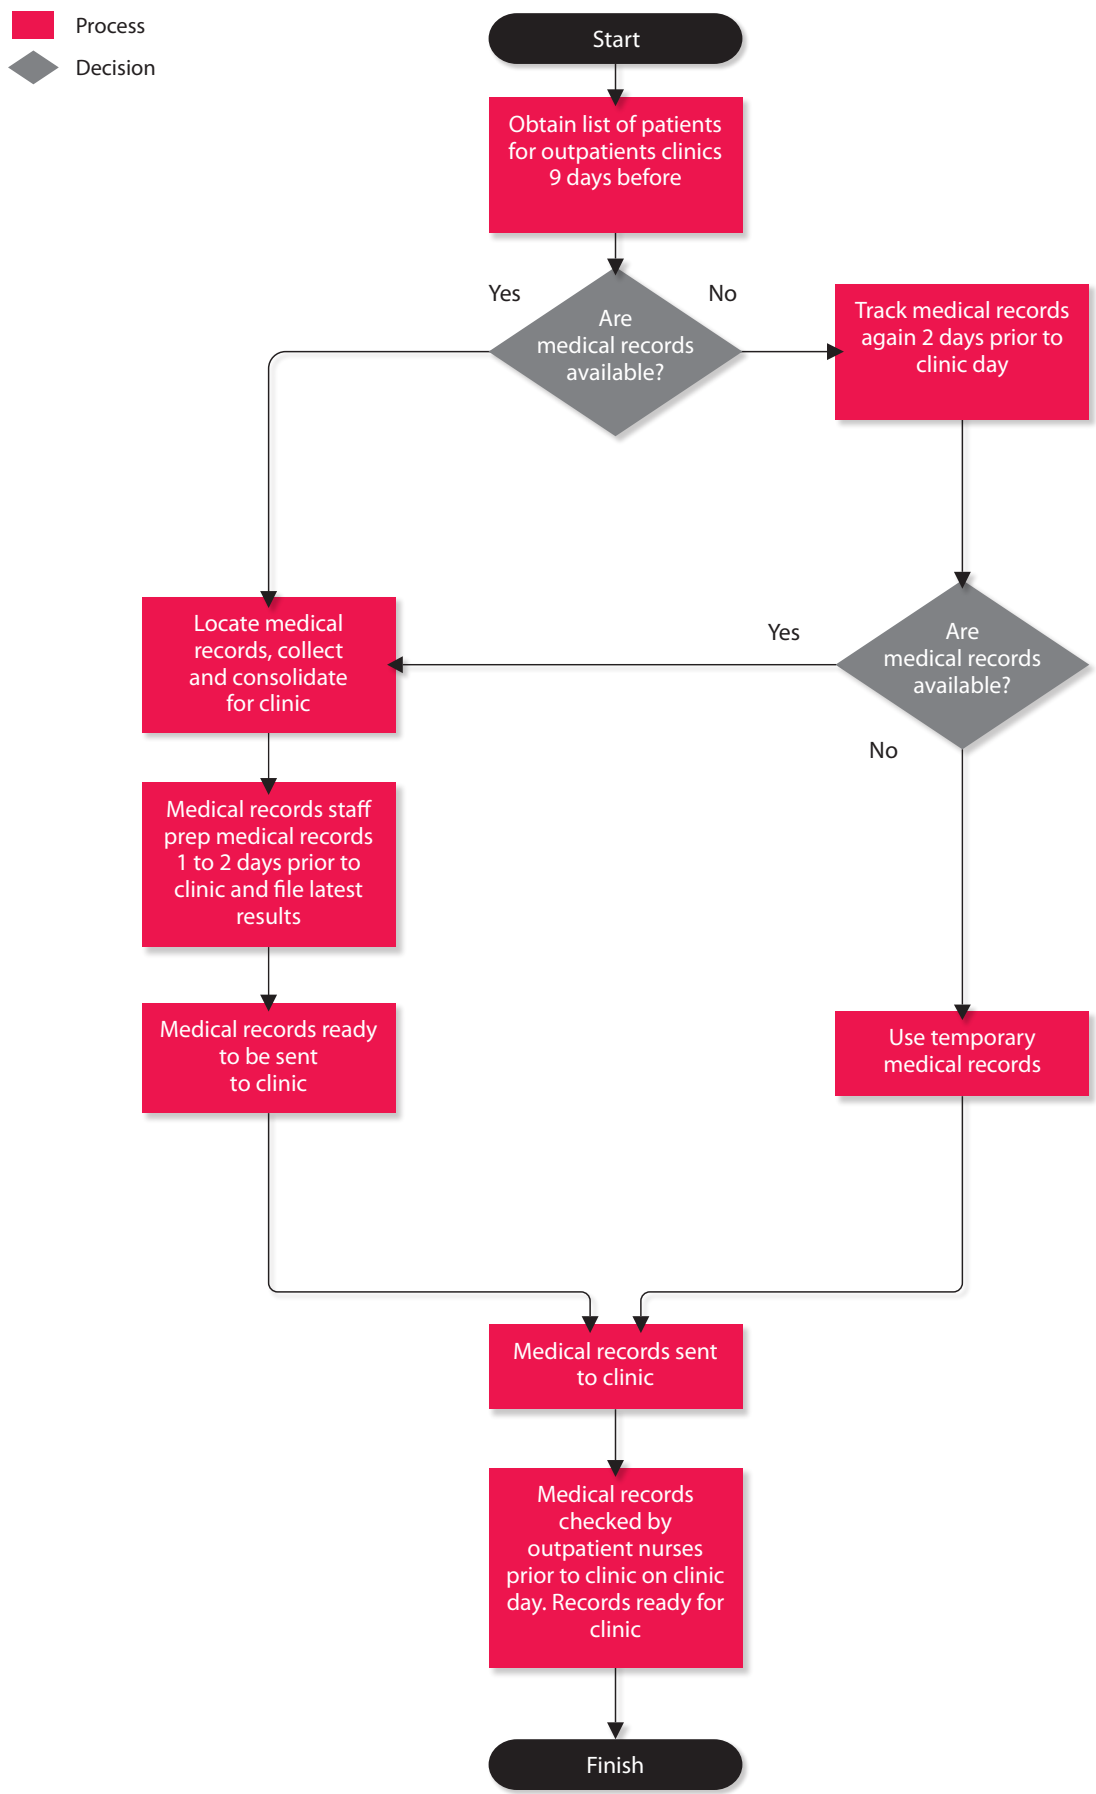 Process
Decision
Start
Obtain list of patients
for outpatients clinics
9 days before
Yes
No
Are
medical records
available?
Track medical records
again 2 days prior to
clinic day
Locate medical
records, collect
and consolidate
for clinic
Yes
Are
medical records
available?
No
Medical records staff
prep medical records
1 to 2 days prior to
clinic and file latest
results
Medical records ready
to be sent
to clinic
Use temporary
medical records
Medical records sent
to clinic
Medical records
checked by
outpatient nurses
prior to clinic on clinic
day. Records ready for
clinic
Finish